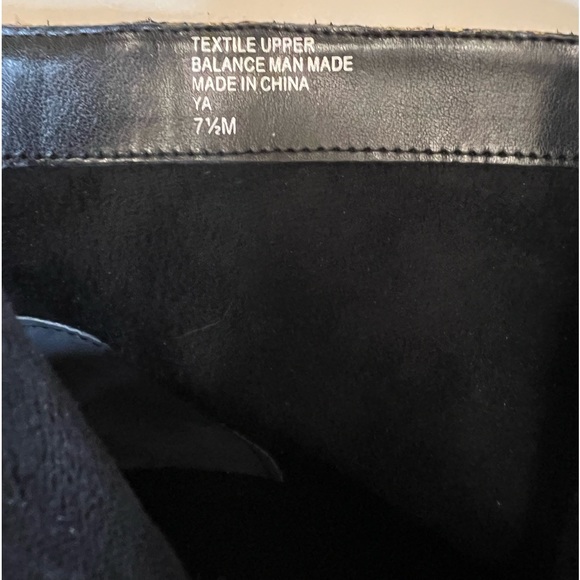 TEXTILE UPPER
BALANCE MAN MADE
MADE IN CHINA
YA
7½M